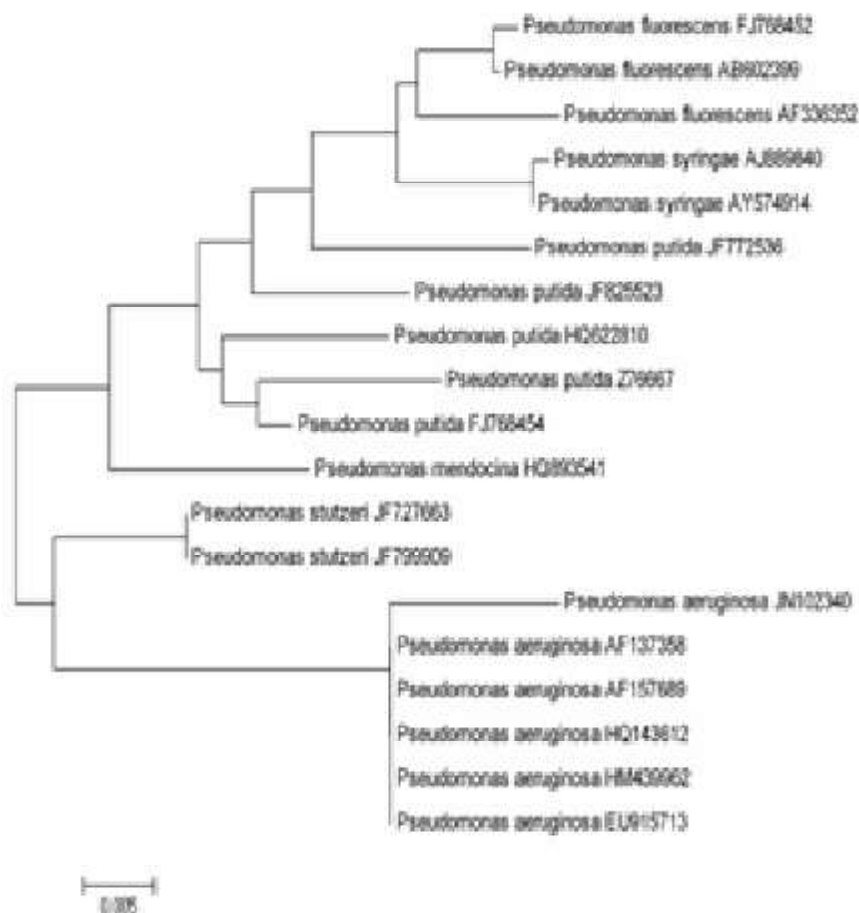 Pseudomonas fluorescens FJ768452
Pseudomonas fluorescens AB602399
Pseudomonas fluorescens AF336352
Pseudomonas syringae AJ889840
Pseudomonas syringae AY574914
Pseudomonas putida JF772536
Pseudomonas putida JF825523
Pseudomonas putida HQ622810
Pseudomonas putida Z76667
Pseudomonas putida FJ768454
Pseudomonas mendocina HQ893541
Pseudomonas stutzeri JF727663
Pseudomonas stutzeri JF799909
Pseudomonas aeruginosa JN102340
Pseudomonas aeruginosa AF137358
Pseudomonas aeruginosa AF157689
Pseudomonas aeruginosa HQ143612
Pseudomonas aeruginosa HM439962
Pseudomonas aeruginosa EU915713
0.005